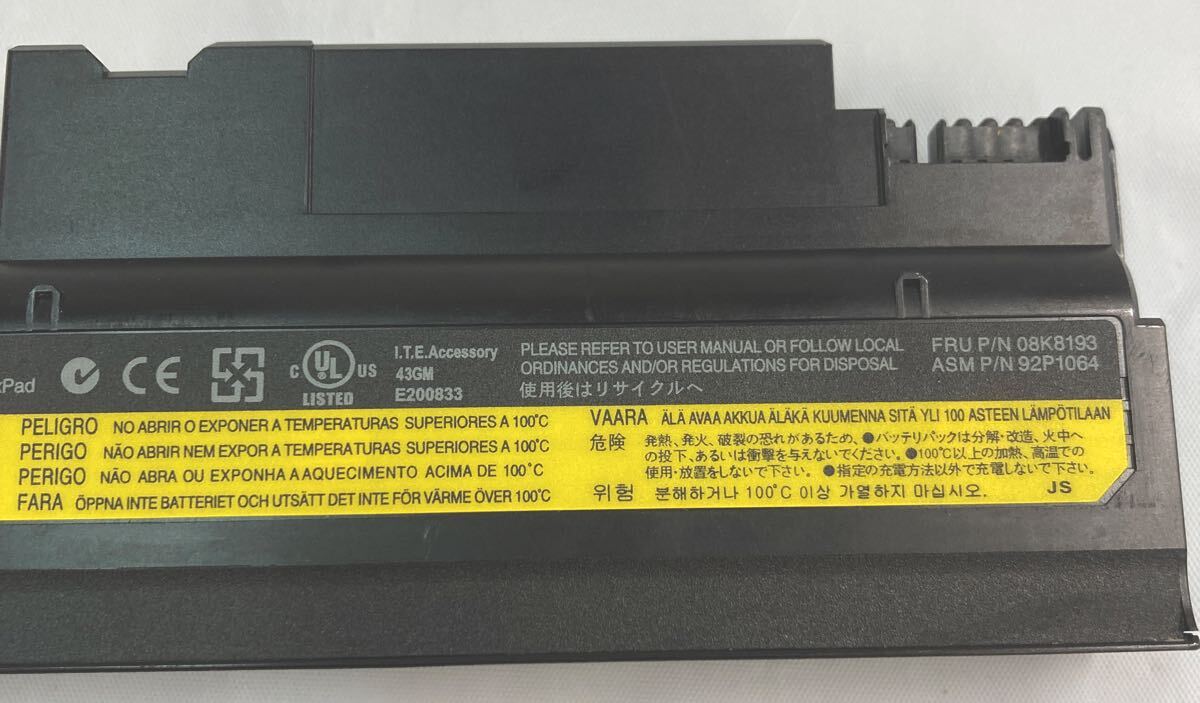 kPad
c UL US
LISTED
I.T.E. Accessory
43GM
E200833
PLEASE REFER TO USER MANUAL OR FOLLOW LOCAL
ORDINANCES AND/OR REGULATIONS FOR DISPOSAL
使用後はリサイクルへ
FRU P/N 08K8193
ASM P/N 92P1064
PELIGRO NO ABRIR O EXPONER A TEMPERATURAS SUPERIORES A 100°C
PERIGO NÃO ABRIR NEM EXPOR A TEMPERATURAS SUPERIORES A 100°C
PERIGO NÃO ABRA OU EXPONHA A AQUECIMENTO ACIMA DE 100°C
FARA ÖPPNA INTE BATTERIET OCH UTSÄTT DET INTE FÖR VÄRME ÖVER 100°C
VAARA ÄLÄ AVAA AKKUA ÄLÄKÄ KUUMENNA SITÄ YLI 100 ASTEEN LÄMPÖTILAAN
危険 発熱、発火、破裂の恐れがあるため、●バッテリパックは分解・改造、火中へ
の投下、あるいは衝撃を与えないでください。●100℃以上の加熱、高温での
使用・放置をしないで下さい。●指定の充電方法以外で充電しないで下さい。
위험 분해하거나 100°C 이상 가열하지 마십시오.
JS